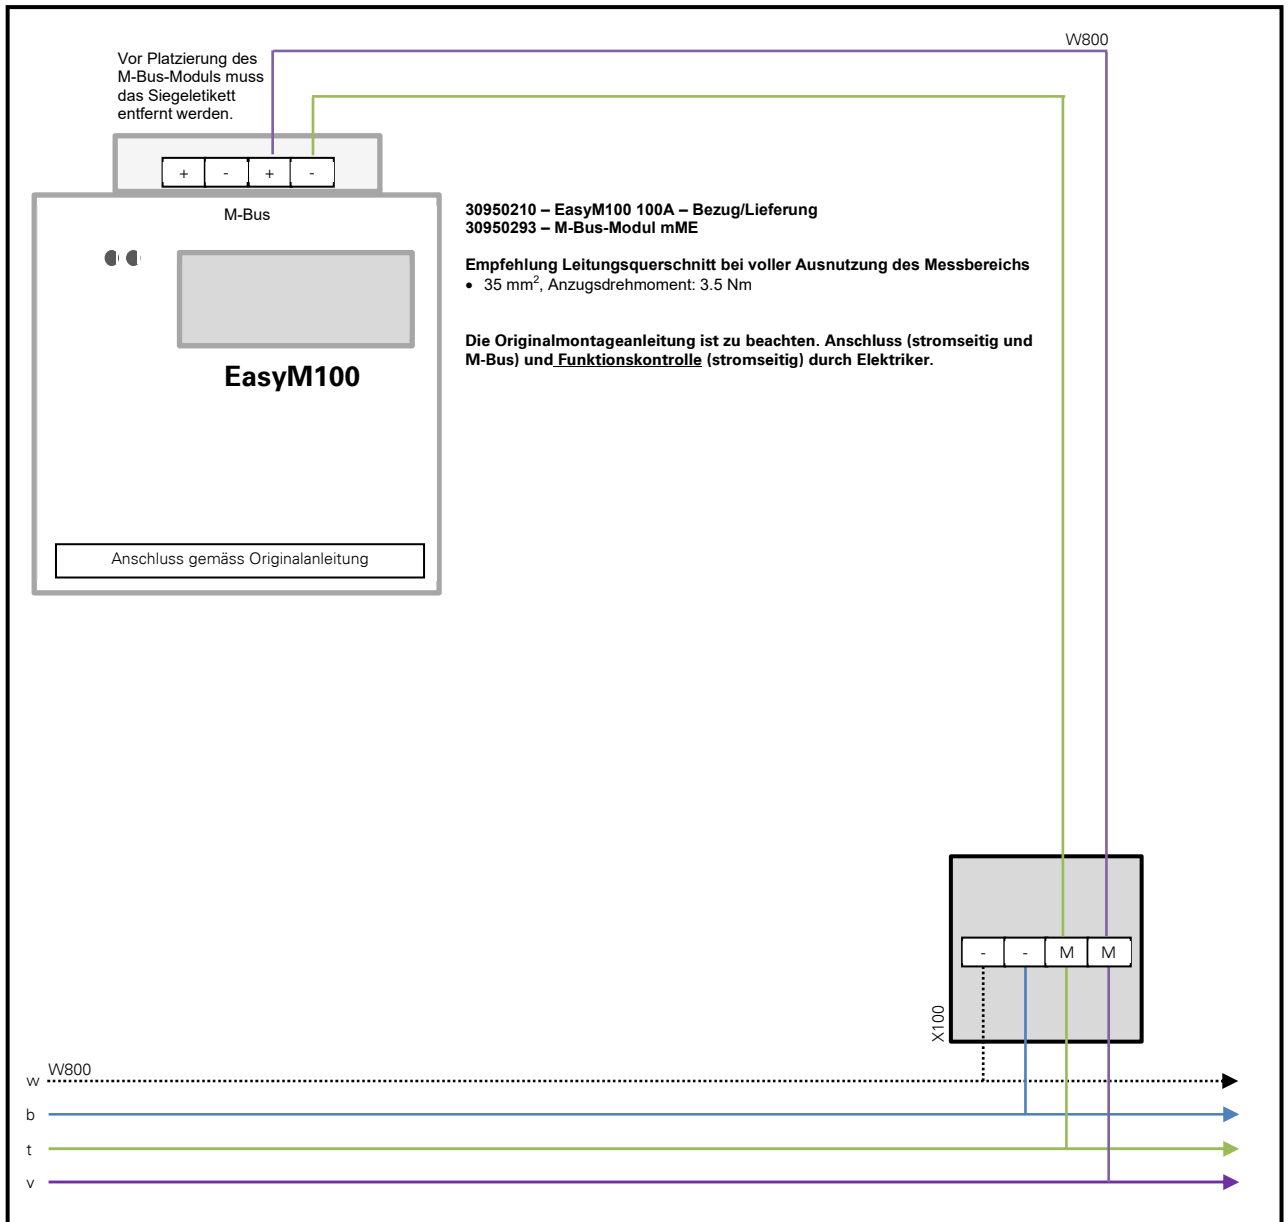 W800
Vor Platzierung des
M-Bus-Moduls muss
das Siegeletikett
entfernt werden.
+ - + -
M-Bus
30950210 – EasyM100 100A – Bezug/Lieferung
30950293 – M-Bus-Modul mME
Empfehlung Leitungsquerschnitt bei voller Ausnutzung des Messbereichs
• 35 mm², Anzugsdrehmoment: 3.5 Nm
Die Originalmontageanleitung ist zu beachten. Anschluss (stromseitig und
M-Bus) und Funktionskontrolle (stromseitig) durch Elektriker.
EasyM100
Anschluss gemäss Originalanleitung
- - M M
X100
W800
w
b
t
v